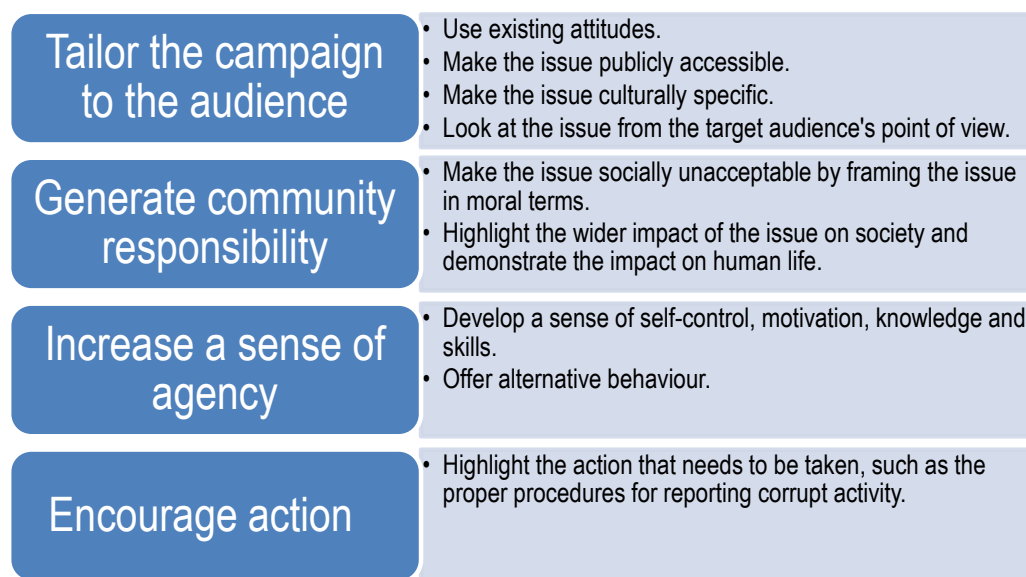 Tailor the campaign
to the audience
• Use existing attitudes.
• Make the issue publicly accessible.
• Make the issue culturally specific.
• Look at the issue from the target audience's point of view.
Generate community
responsibility
• Make the issue socially unacceptable by framing the issue
in moral terms.
• Highlight the wider impact of the issue on society and
demonstrate the impact on human life.
Increase a sense of
agency
• Develop a sense of self-control, motivation, knowledge and
skills.
• Offer alternative behaviour.
Encourage action
• Highlight the action that needs to be taken, such as the
proper procedures for reporting corrupt activity.